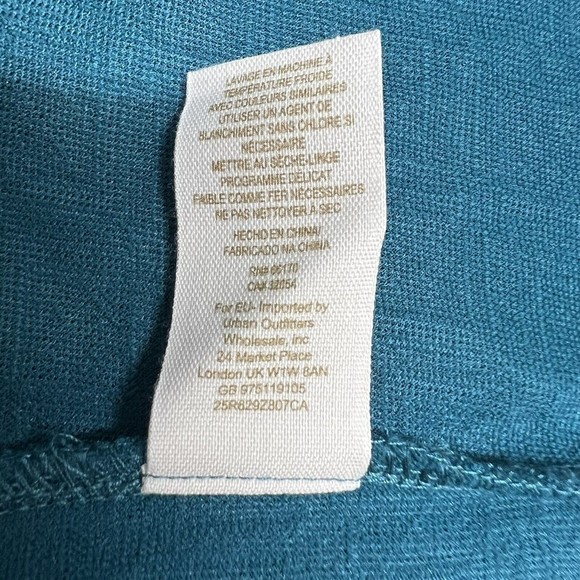 LAVAGE EN MACHINE À
TEMPÉRATURE FROIDE
AVEC COULEURS SIMILAIRES
UTILISER UN AGENT DE
BLANCHIMENT SANS CHLORE SI
NÉCESSAIRE
METTRE AU SÈCHE-LINGE
PROGRAMME DÉLICAT
FAIBLE COMME FER NÉCESSAIRES
NE PAS NETTOYER À SEC
HECHO EN CHINA/
FABRICADO NA CHINA
RN# 66170
CA# 32054
For EU- Imported by
Urban Outfitters
Wholesale, Inc
24 Market Place
London UK W1W 8AN
GB 975119105
25R629Z807CA